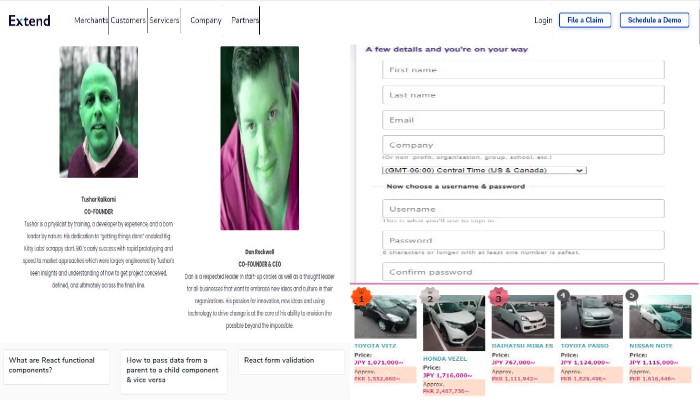 Extend
Merchants
Customers
Servicers
Company
Partners
Login
File a Claim
Schedule a Demo
Tushar Kalkarni
CO-FOUNDER
Tushar is a physicist by training, a developer by experience, and a born
leader by nature. His dedication to "getting things done" enabled Big
Kitty Labs' scrappy start. BKL's early success with rapid prototyping and
speed to market approaches which were largely engineered by Tushar's
keen insights and understanding of how to get project conceived,
defined, and ultimately across the finish line.
Dan Rockwell
CO-FOUNDER & CEO
Dan is a respected leader in start-up circles as well as a thought leader
for all businesses that want to embrace new ideas and culture in their
organizations. His passion for innovation, new ideas and using
technology to drive change is at the core of his ability to envision the
possible beyond the impossible.
What are React functional
components?
How to pass data from a
parent to a child component
& vice versa
React form validation
A few details and you're on your way
First name
Last name
Email
Company
(Or non-profit, organization, group, school, etc.)
(GMT-06:00) Central Time (US & Canada)
Now choose a username & password
Username
This is what you'll use to sign in.
Password
6 characters or longer with at least one number is safest.
Confirm password
1
TOYOTA VITZ
Price:
JPY 1,071,000~
Approx.
PKR 1,552,680~
2
HONDA VEZEL
Price:
JPY 1,716,000~
Approx.
PKR 2,487,736~
3
DAIHATSU MIRA ES
Price:
JPY 767,000~
Approx.
PKR 1,111,942~
4
TOYOTA PASSO
Price:
JPY 1,124,000~
Approx.
PKR 1,629,496~
5
NISSAN NOTE
Price:
JPY 1,115,000~
Approx.
PKR 1,616,446~